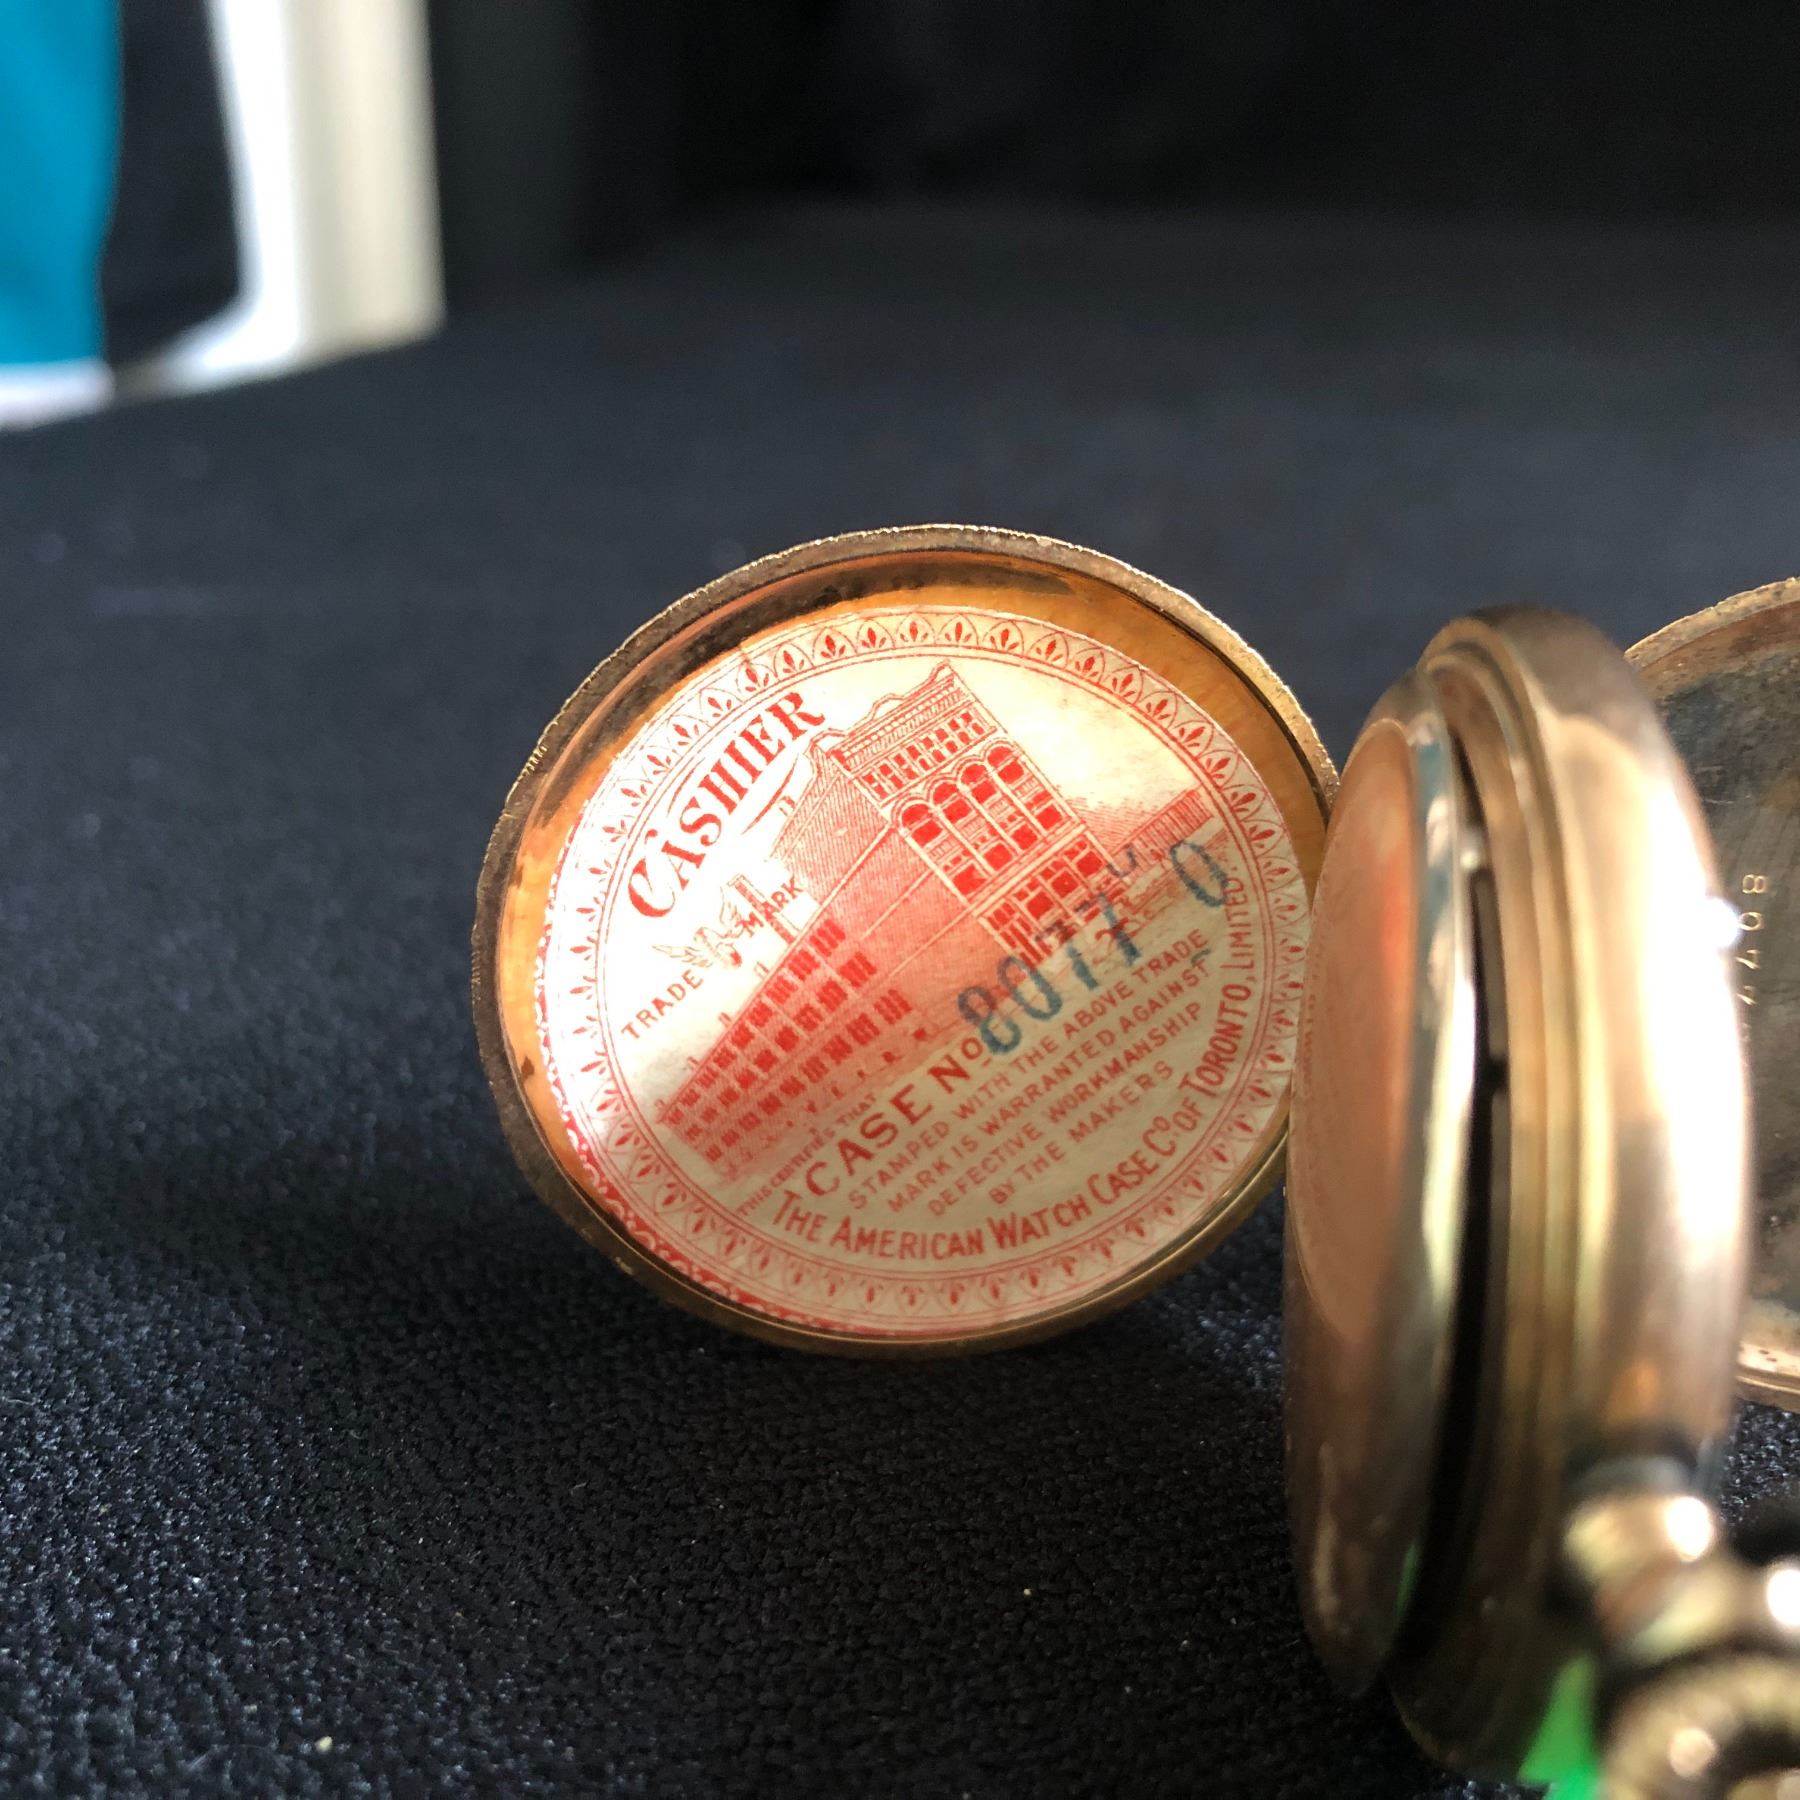 CASHIER
TRADE MARK
THIS CERTIFIES THAT
CASE NO
STAMPED WITH THE ABOVE TRADE
MARK IS WARRANTED AGAINST
DEFECTIVE WORKMANSHIP
BY THE MAKERS
THE AMERICAN WATCH CASE CO OF TORONTO, LIMITED.